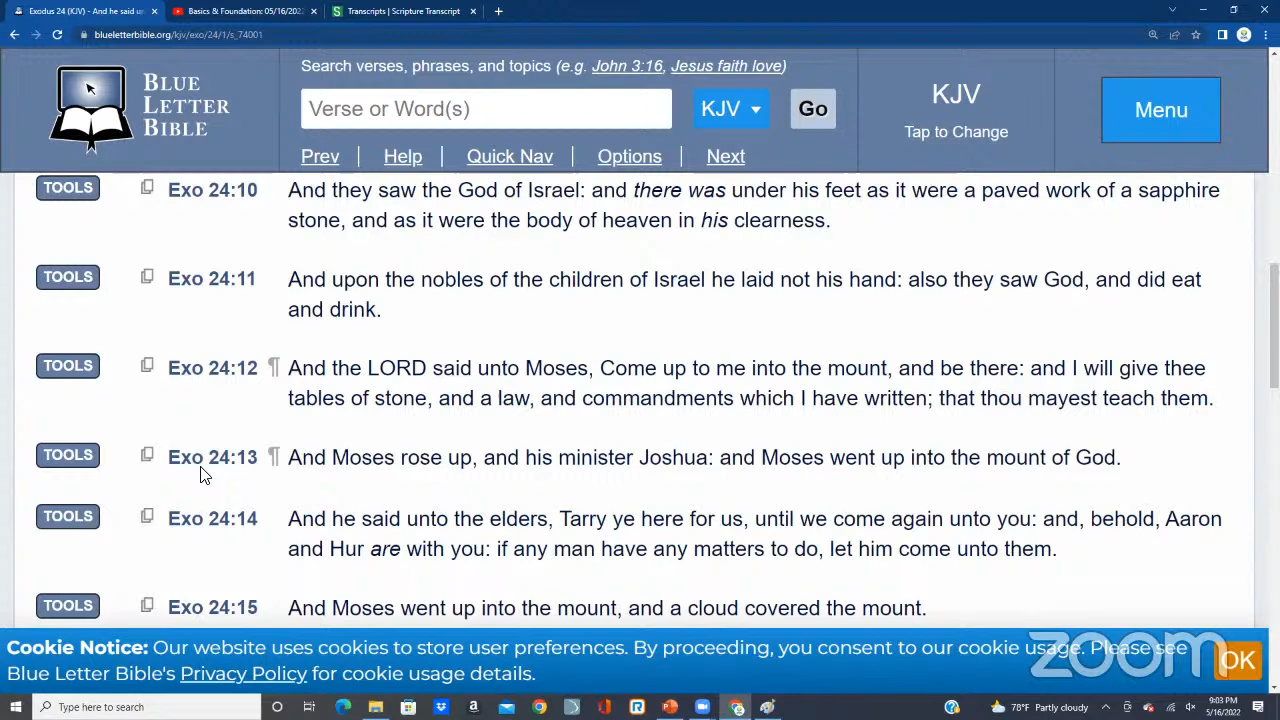 Exodus 24 (KJV) - And he said un
Basics & Foundation: 05/16/202
Transcripts | Scripture Transcript
blueletterbible.org/kjv/exo/24/1/s_74001
Search verses, phrases, and topics (e.g. John 3:16, Jesus faith love)
BLUE
LETTER
BIBLE
Verse or Word(s)
KJV
Go
KJV
Tap to Change
Menu
Prev | Help | Quick Nav | Options | Next
TOOLS Exo 24:10 And they saw the God of Israel: and there was under his feet as it were a paved work of a sapphire
stone, and as it were the body of heaven in his clearness.
TOOLS Exo 24:11 And upon the nobles of the children of Israel he laid not his hand: also they saw God, and did eat
and drink.
TOOLS Exo 24:12 ¶ And the LORD said unto Moses, Come up to me into the mount, and be there: and I will give thee
tables of stone, and a law, and commandments which I have written; that thou mayest teach them.
TOOLS Exo 24:13 ¶ And Moses rose up, and his minister Joshua: and Moses went up into the mount of God.
TOOLS Exo 24:14 And he said unto the elders, Tarry ye here for us, until we come again unto you: and, behold, Aaron
and Hur are with you: if any man have any matters to do, let him come unto them.
TOOLS Exo 24:15 And Moses went up into the mount, and a cloud covered the mount.
Cookie Notice: Our website uses cookies to store user preferences. By proceeding, you consent to our cookie usage. Please see
Blue Letter Bible's Privacy Policy for cookie usage details.
OK
zoom
Type here to search
78°F Partly cloudy
9:03 PM
5/16/2022